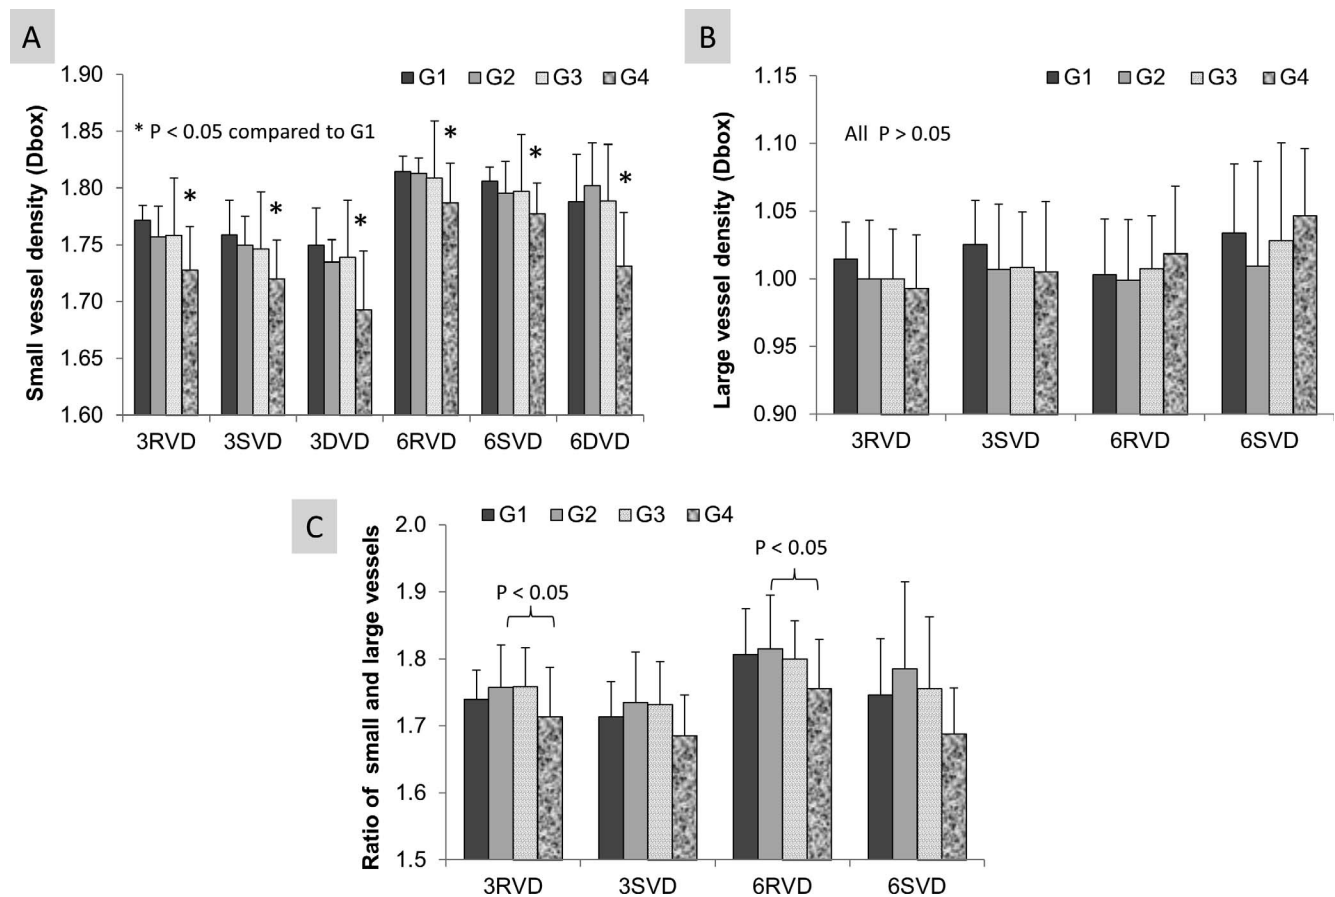 A
Small vessel density (Dbox)
1.90
1.85
1.80
1.75
1.70
1.65
1.60
G1 G2 G3 G4
* P < 0.05 compared to G1
* * * * * *
3RVD 3SVD 3DVD 6RVD 6SVD 6DVD
B
Large vessel density (Dbox)
1.15
1.10
1.05
1.00
0.95
0.90
G1 G2 G3 G4
All P > 0.05
3RVD 3SVD 6RVD 6SVD
C
Ratio of small and large vessels
2.0
1.9
1.8
1.7
1.6
1.5
G1 G2 G3 G4
P < 0.05
P < 0.05
3RVD 3SVD 6RVD 6SVD